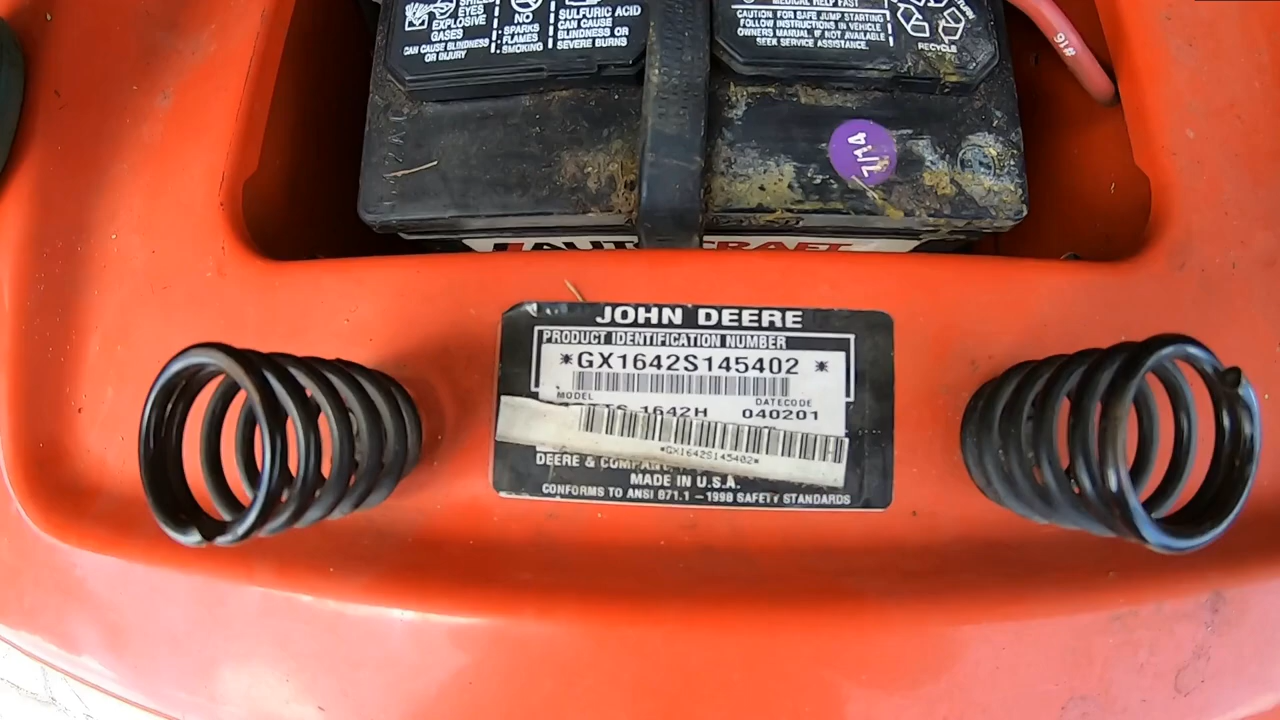 SHIELD
EYES
EXPLOSIVE
GASES
CAN CAUSE BLINDNESS
OR INJURY
NO
SPARKS
FLAMES
SMOKING
SULFURIC ACID
CAN CAUSE
BLINDNESS OR
SEVERE BURNS
MEDICAL HELP FAST
CAUTION: FOR SAFE JUMP STARTING
FOLLOW INSTRUCTIONS IN VEHICLE
OWNERS MANUAL. IF NOT AVAILABLE
SEEK SERVICE ASSISTANCE.
RETURN
RECYCLE
#16
7/14
JOHN DEERE
PRODUCT IDENTIFICATION NUMBER
*GX1642S145402 *
MODEL DATECODE
1642H 040201
*GX1642S145402*
DEERE &
MADE IN U.S.A.
CONFORMS TO ANSI B71.1 – 1998 SAFETY STANDARDS